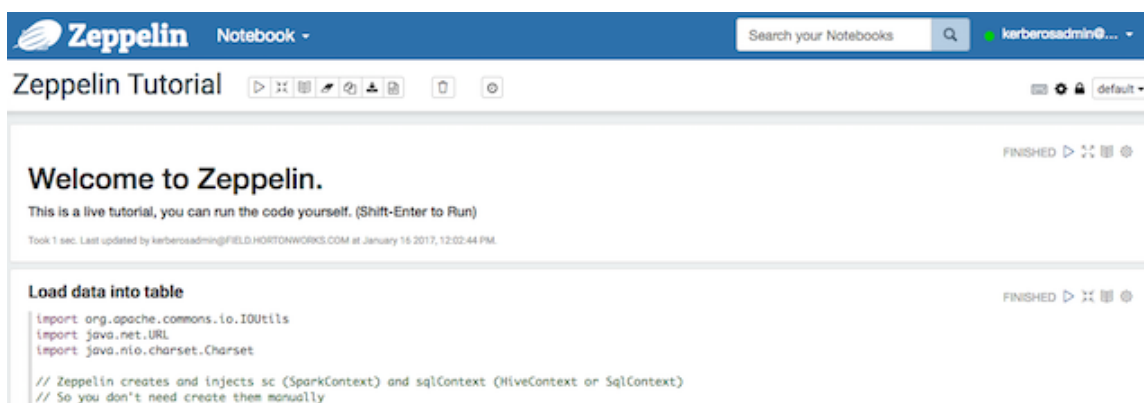 Zeppelin Notebook Search your Notebooks kerberosadmin@...
Zeppelin Tutorial default
FINISHED
Welcome to Zeppelin.
This is a live tutorial, you can run the code yourself. (Shift-Enter to Run)
Took 1 sec. Last updated by kerberosadmin@FIELD.HORTONWORKS.COM at January 16 2017, 12:02:44 PM.
Load data into table FINISHED
import org.apache.commons.io.IOUtils
import java.net.URL
import java.nio.charset.Charset
// Zeppelin creates and injects sc (SparkContext) and sqlContext (HiveContext or SqlContext)
// So you don't need create them manually